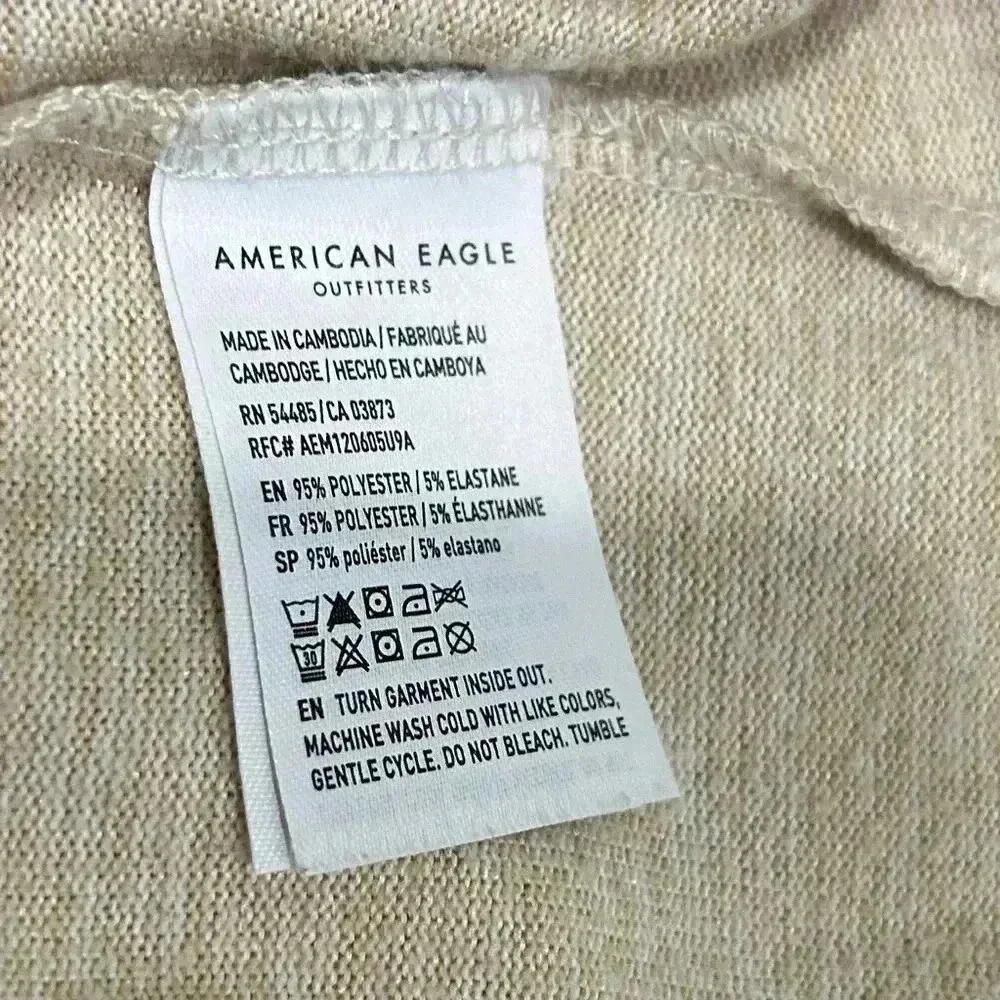 AMERICAN EAGLE
OUTFITTERS
MADE IN CAMBODIA / FABRIQUÉ AU
CAMBODGE / HECHO EN CAMBOYA
RN 54485 / CA 03873
RFC# AEM120605U9A
EN 95% POLYESTER / 5% ELASTANE
FR 95% POLYESTER / 5% ÉLASTHANNE
SP 95% poliéster / 5% elastano
30
EN TURN GARMENT INSIDE OUT.
MACHINE WASH COLD WITH LIKE COLORS,
GENTLE CYCLE. DO NOT BLEACH. TUMBLE